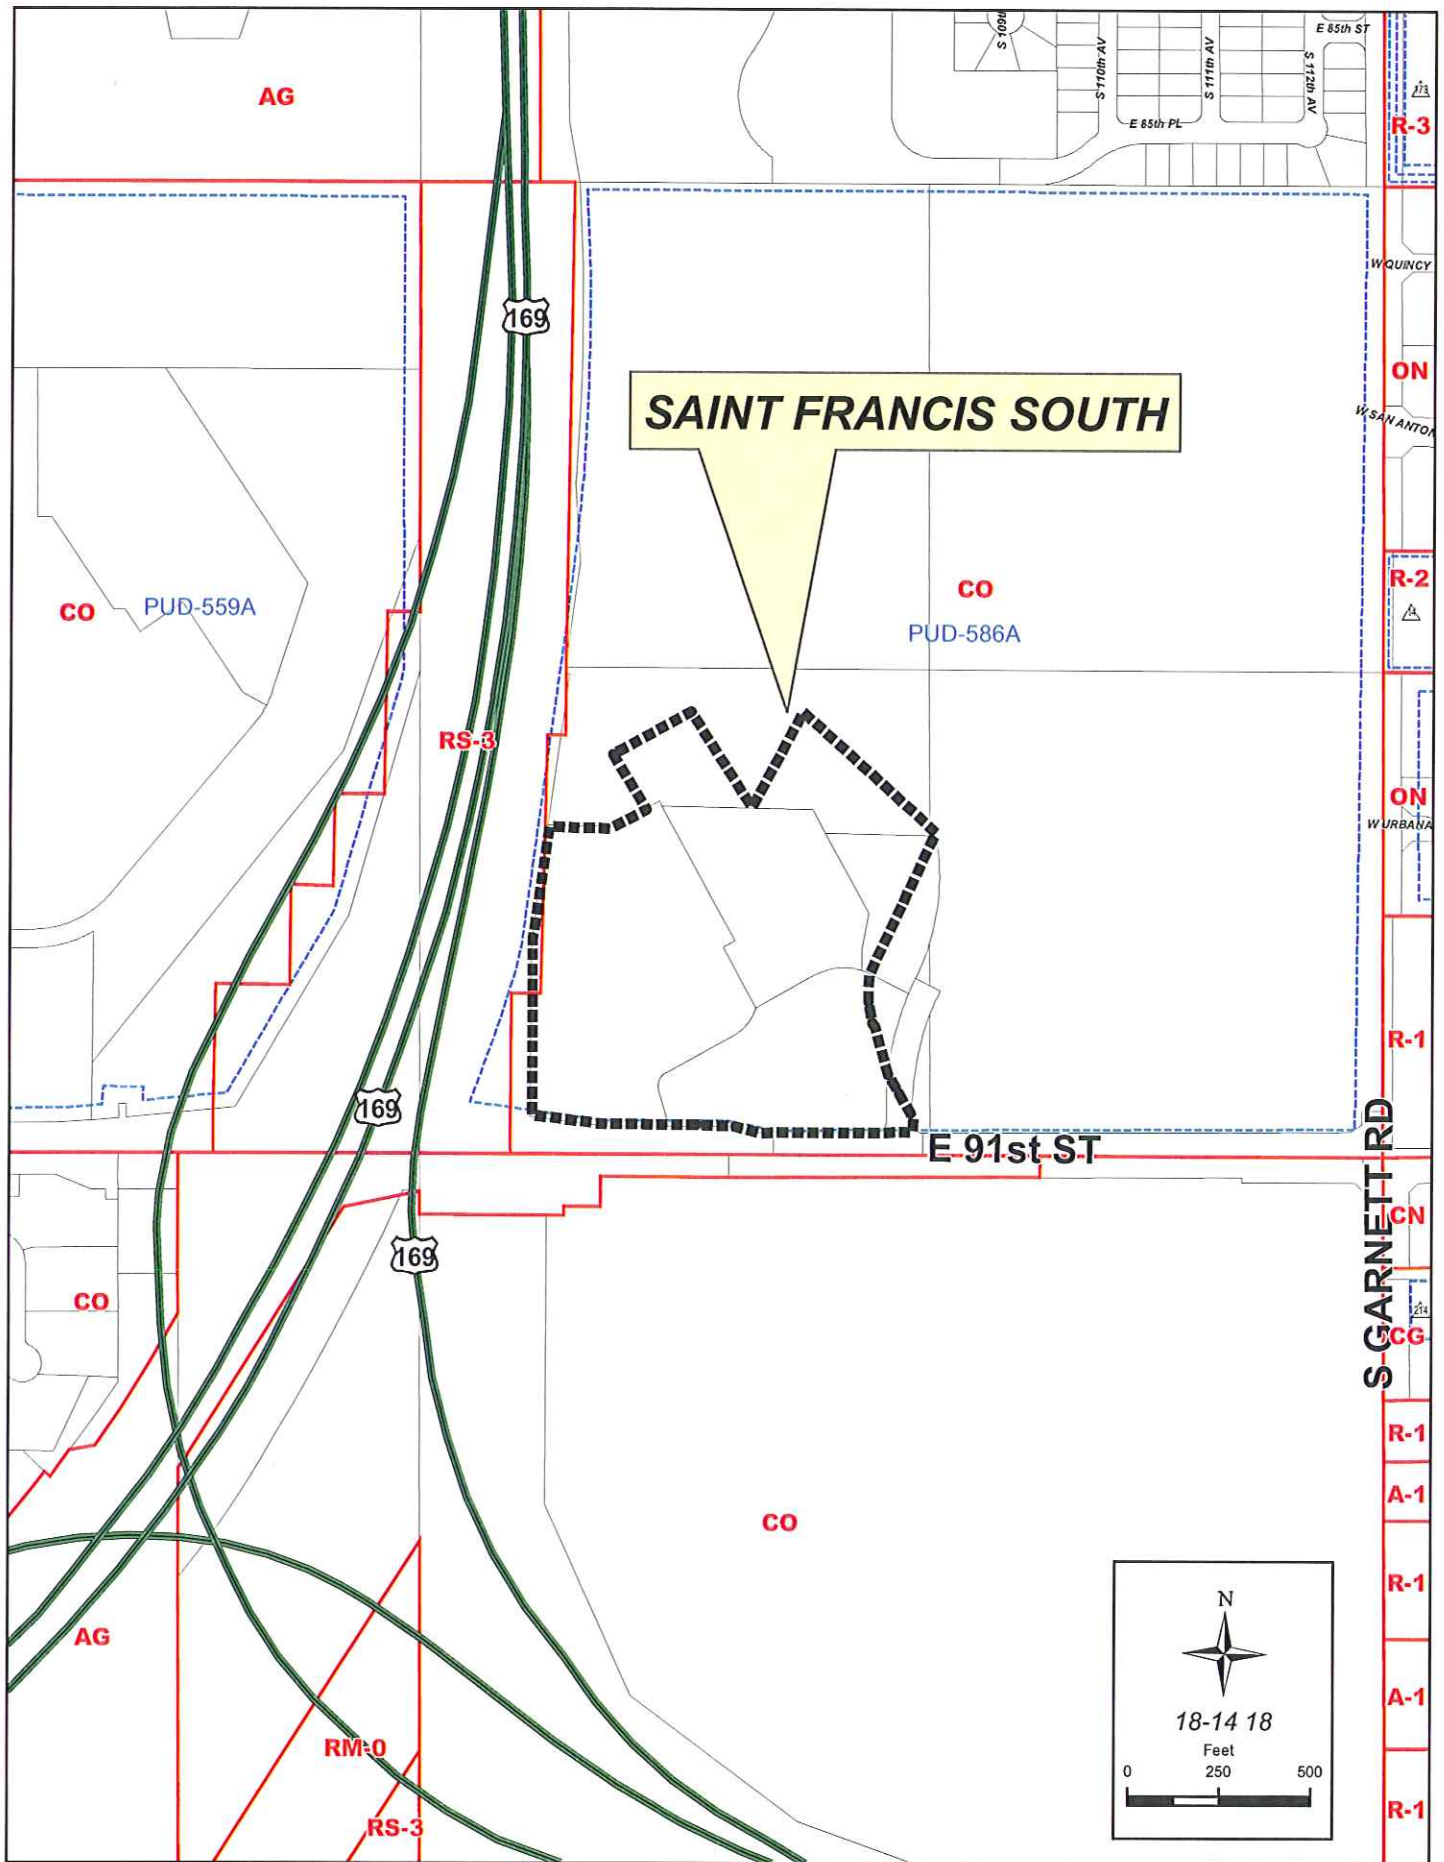 S 109th
S 110th AV
S 111th AV
S 112th AV
E 85th ST
E 85th PL
AG
R-3
W QUINCY
169
ON
SAINT FRANCIS SOUTH
W SAN ANTON
CO
PUD-559A
CO
PUD-586A
R-2
RS-3
ON
W URBANA
R-1
169
E 91st ST
S GARNETT RD
CN
169
CO
214
CG
R-1
A-1
CO
R-1
AG
A-1
RM-0
RS-3
R-1
N
18-14 18
Feet
0 250 500